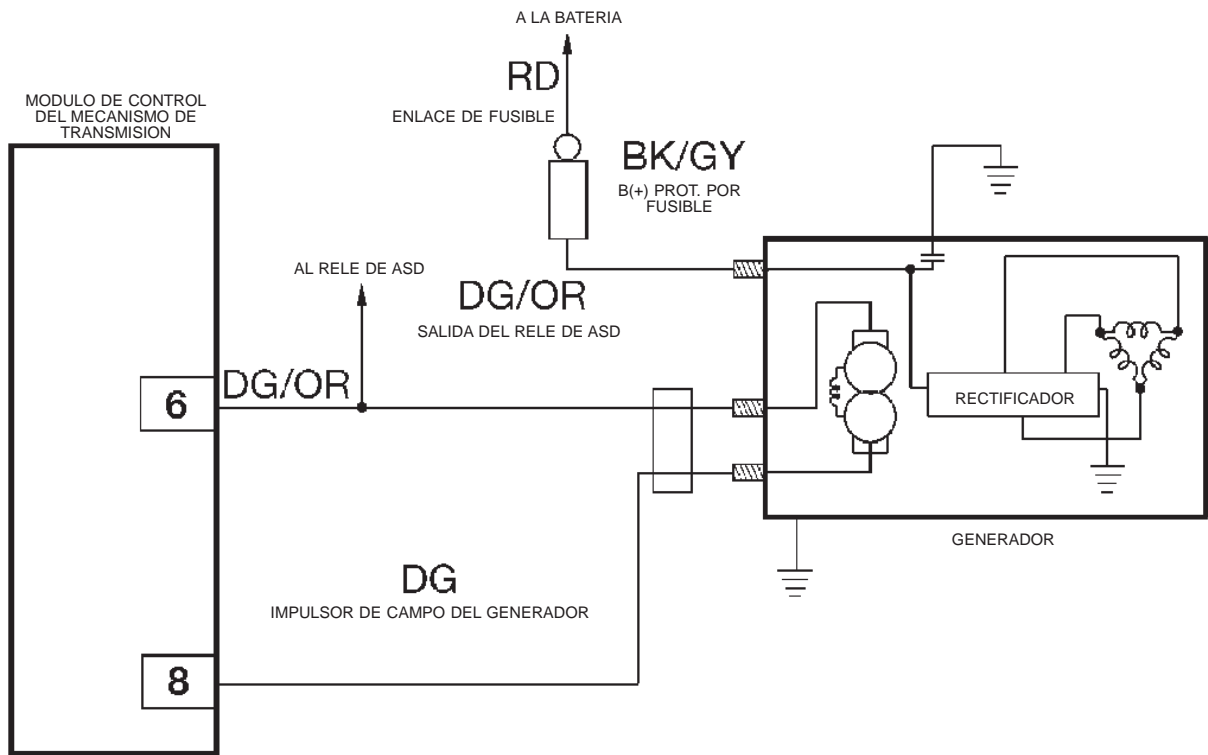 A LA BATERIA
RD
MODULO DE CONTROL
DEL MECANISMO DE
TRANSMISION
ENLACE DE FUSIBLE
BK/GY
B(+) PROT. POR
FUSIBLE
AL RELE DE ASD
DG/OR
SALIDA DEL RELE DE ASD
6
DG/OR
RECTIFICADOR
GENERADOR
DG
IMPULSOR DE CAMPO DEL GENERADOR
8